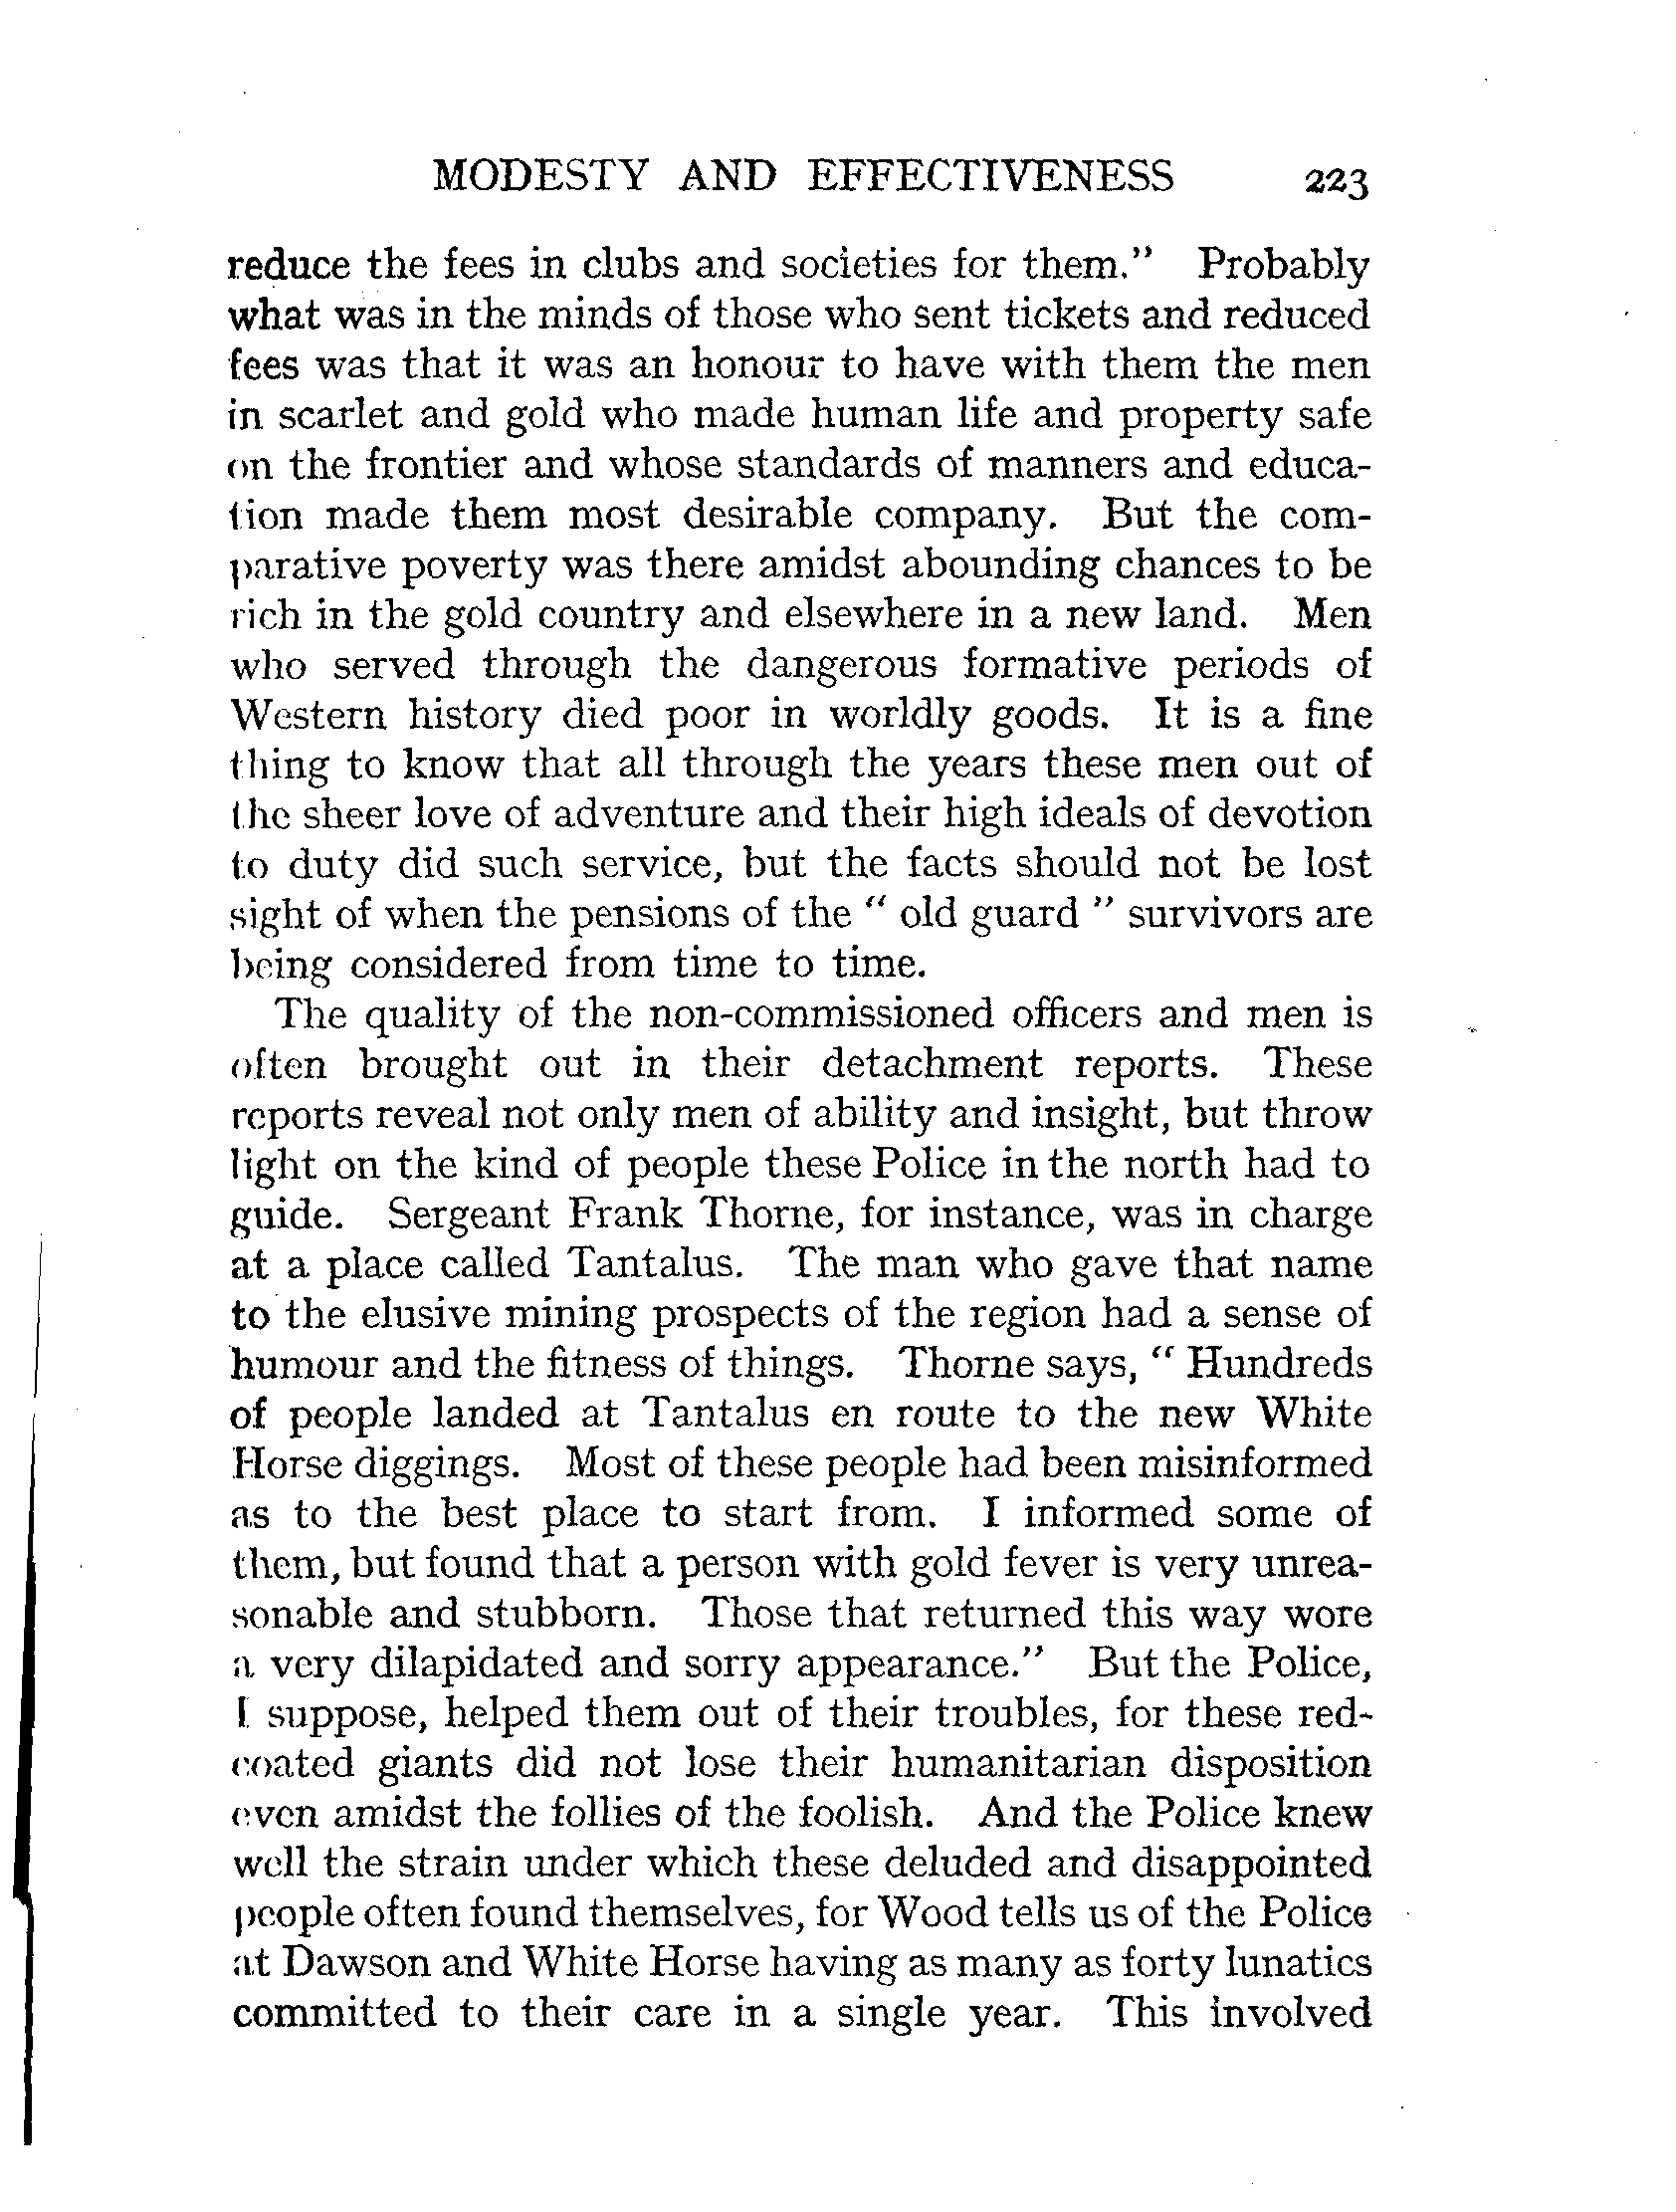 MODESTY AND EFFECTIVENESS 223
reduce the fees in clubs and societies for them." Probably
what was in the minds of those who sent tickets and reduced
fees was that it was an honour to have with them the men
in scarlet and gold who made human life and property safe
on the frontier and whose standards of manners and educa-
tion made them most desirable company. But the com-
parative poverty was there amidst abounding chances to be
rich in the gold country and elsewhere in a new land. Men
who served through the dangerous formative periods of
Western history died poor in worldly goods. It is a fine
thing to know that all through the years these men out of
the sheer love of adventure and their high ideals of devotion
to duty did such service, but the facts should not be lost
sight of when the pensions of the " old guard " survivors are
being considered from time to time.
The quality of the non-commissioned officers and men is
often brought out in their detachment reports. These
reports reveal not only men of ability and insight, but throw
light on the kind of people these Police in the north had to
guide. Sergeant Frank Thorne, for instance, was in charge
at a place called Tantalus. The man who gave that name
to the elusive mining prospects of the region had a sense of
humour and the fitness of things. Thorne says, " Hundreds
of people landed at Tantalus en route to the new White
Horse diggings. Most of these people had been misinformed
as to the best place to start from. I informed some of
them, but found that a person with gold fever is very unrea-
sonable and stubborn. Those that returned this way wore
a very dilapidated and sorry appearance." But the Police,
I suppose, helped them out of their troubles, for these red-
coated giants did not lose their humanitarian disposition
even amidst the follies of the foolish. And the Police knew
well the strain under which these deluded and disappointed
people often found themselves, for Wood tells us of the Police
at Dawson and White Horse having as many as forty lunatics
committed to their care in a single year. This involved